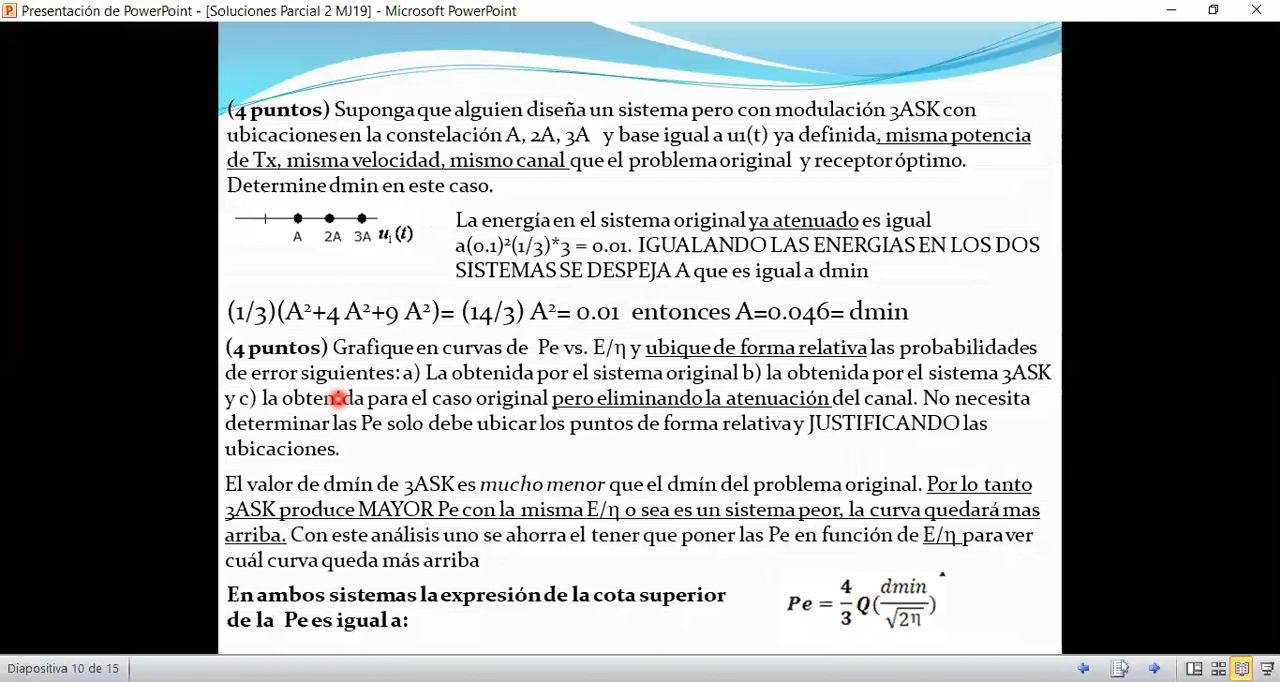 Presentación de PowerPoint - [Soluciones Parcial 2 MJ19] - Microsoft PowerPoint
(4 puntos) Suponga que alguien diseña un sistema pero con modulación 3ASK con
ubicaciones en la constelación A, 2A, 3A y base igual a u1(t) ya definida, misma potencia
de Tx, misma velocidad, mismo canal que el problema original y receptor óptimo.
Determine dmin en este caso.
A 2A 3A u₁(t)
La energía en el sistema original ya atenuado es igual
a(0.1)²(1/3)*3 = 0.01. IGUALANDO LAS ENERGIAS EN LOS DOS
SISTEMAS SE DESPEJA A que es igual a dmin
(1/3)(A²+4 A²+9 A²)= (14/3) A²= 0.01 entonces A=0.046= dmin
(4 puntos) Grafique en curvas de Pe vs. E/η y ubique de forma relativa las probabilidades
de error siguientes: a) La obtenida por el sistema original b) la obtenida por el sistema 3ASK
y c) la obtenida para el caso original pero eliminando la atenuación del canal. No necesita
determinar las Pe solo debe ubicar los puntos de forma relativa y JUSTIFICANDO las
ubicaciones.
El valor de dmín de 3ASK es mucho menor que el dmín del problema original. Por lo tanto
3ASK produce MAYOR Pe con la misma E/η o sea es un sistema peor, la curva quedará mas
arriba. Con este análisis uno se ahorra el tener que poner las Pe en función de E/η para ver
cuál curva queda más arriba
En ambos sistemas la expresión de la cota superior
de la Pe es igual a:
Pe = 4/3 Q(dmin/√2η)
Diapositiva 10 de 15